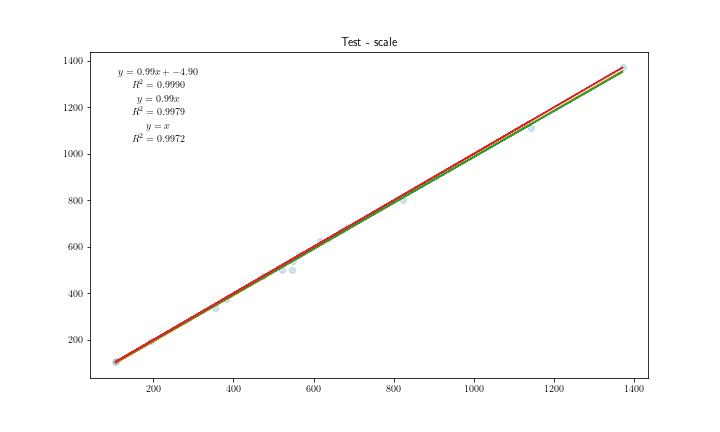 Test - scale
y = 0.99x + −4.90
R² = 0.9990
y = 0.99x
R² = 0.9979
y = x
R² = 0.9972
1400
1200
1000
800
600
400
200
200 400 600 800 1000 1200 1400